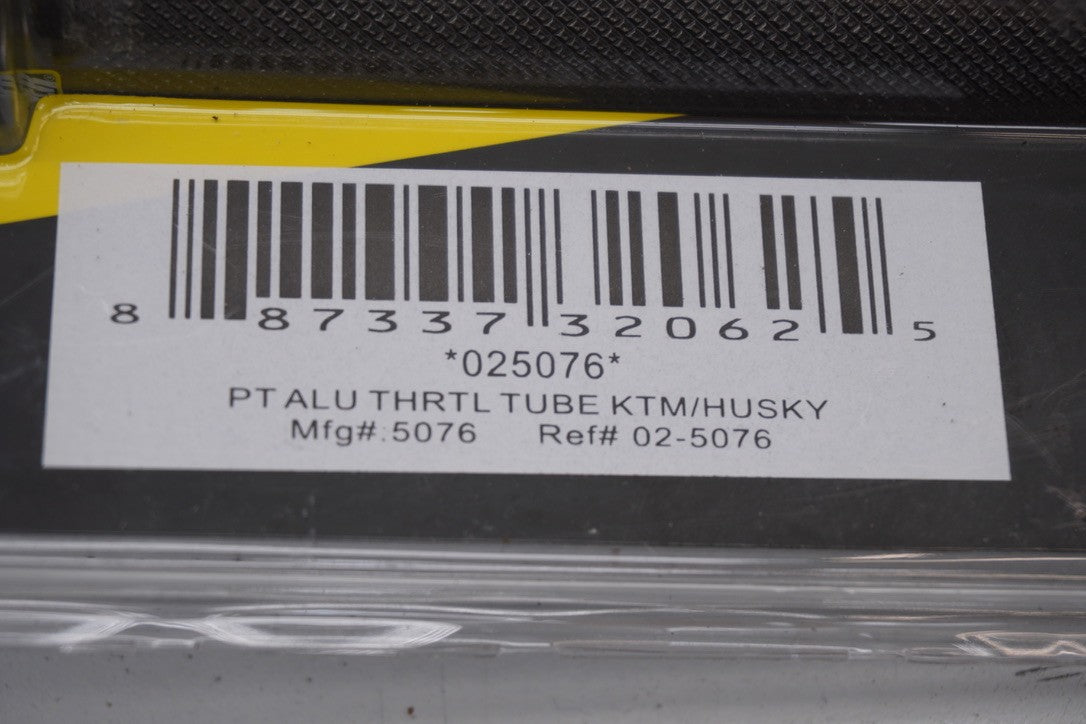 8 87337 32062 5
*025076*
PT ALU THRTL TUBE KTM/HUSKY
Mfg#:5076 Ref# 02-5076